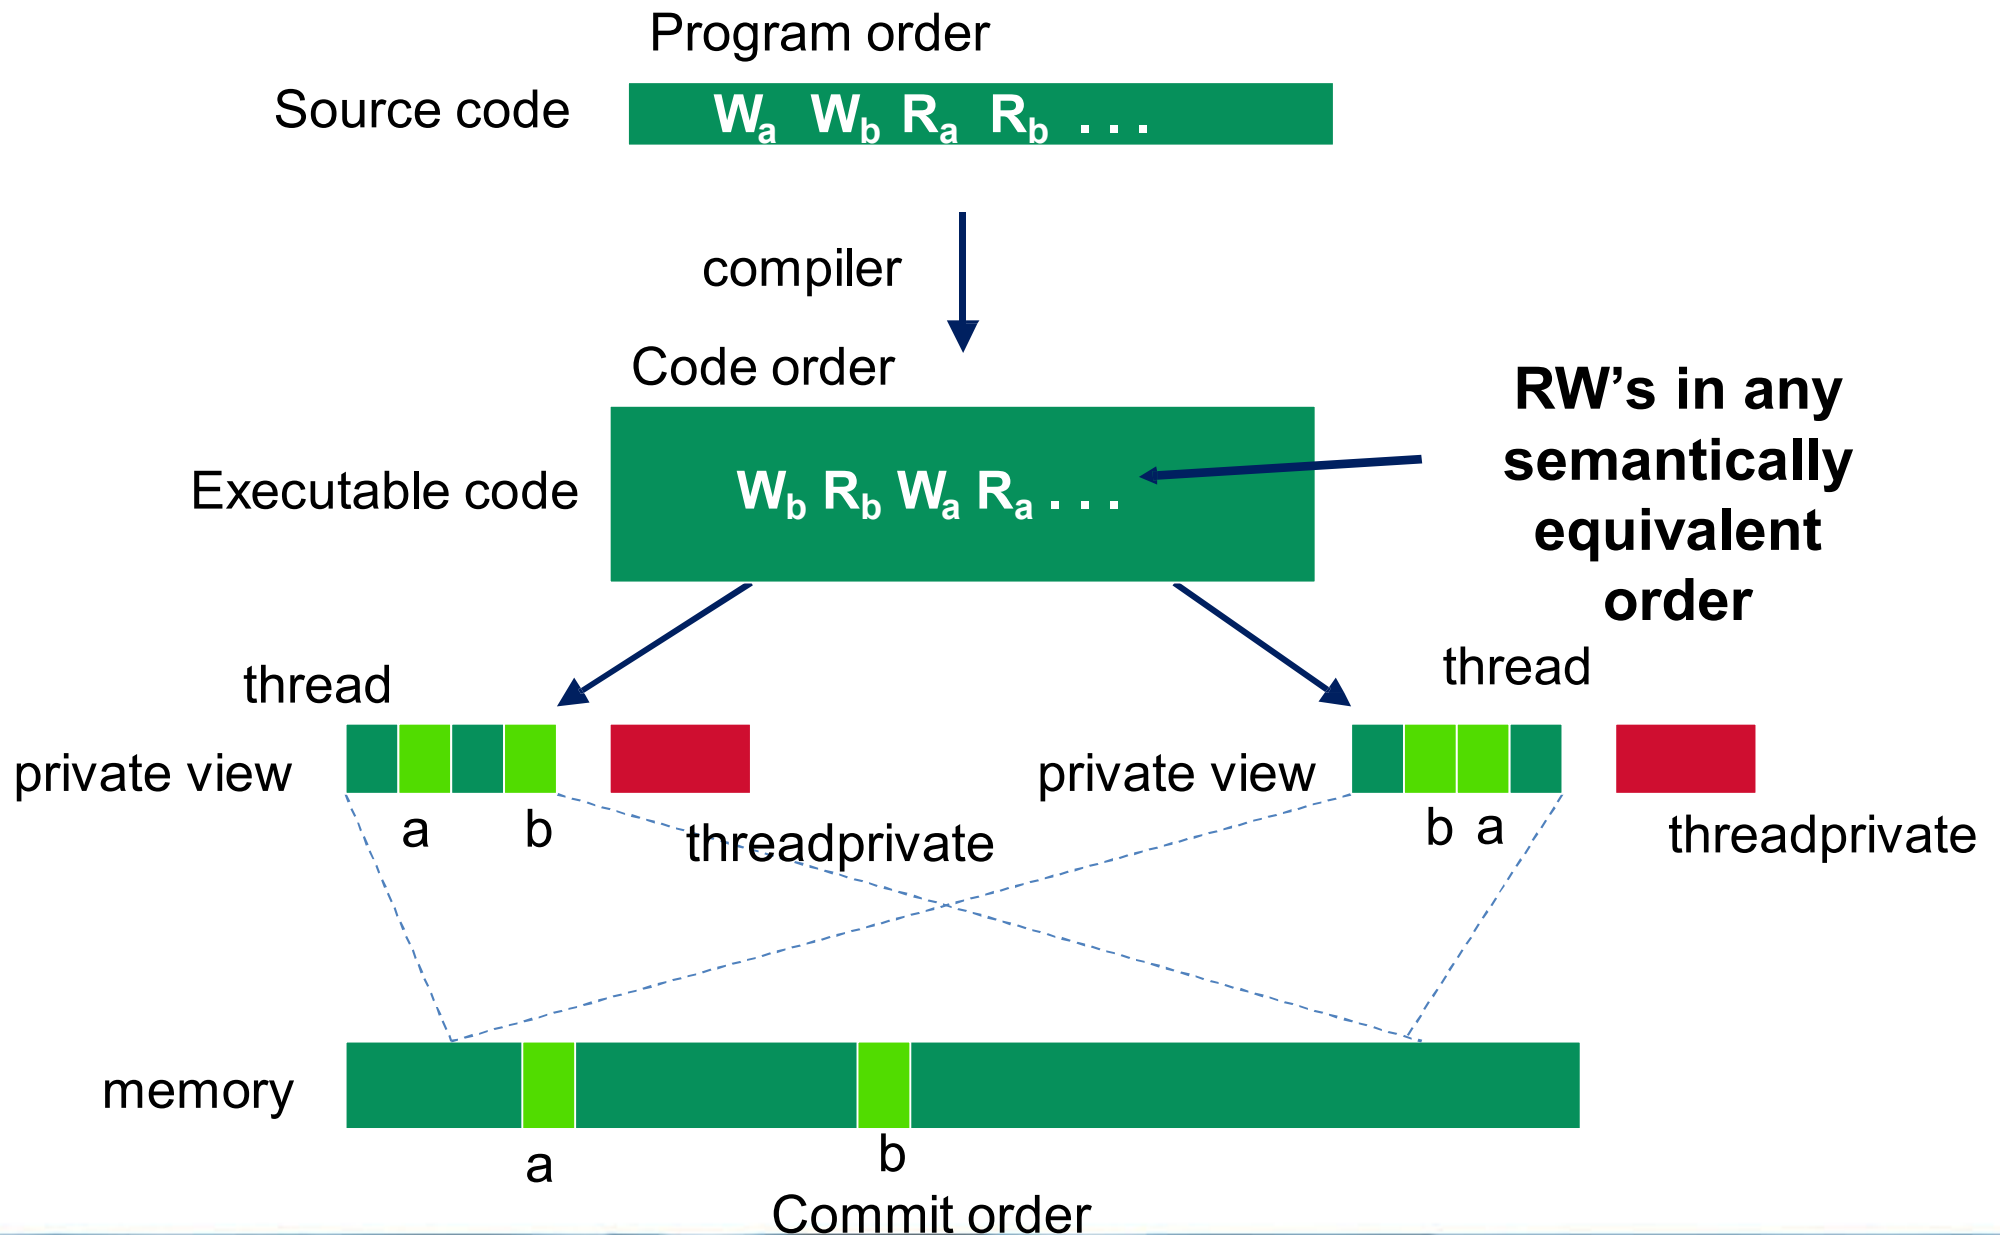 Program order
Source code
Wa Wb Ra Rb . . .
compiler
Code order
Executable code
Wb Rb Wa Ra . . .
RW’s in any
semantically
equivalent
order
thread
private view
a b
threadprivate
thread
private view
b a
threadprivate
memory
a
b
Commit order